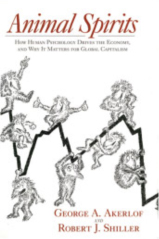 Animal Spirits
HOW HUMAN PSYCHOLOGY DRIVES THE ECONOMY,
AND WHY IT MATTERS FOR GLOBAL CAPITALISM
GEORGE A. AKERLOF
AND
ROBERT J. SHILLER